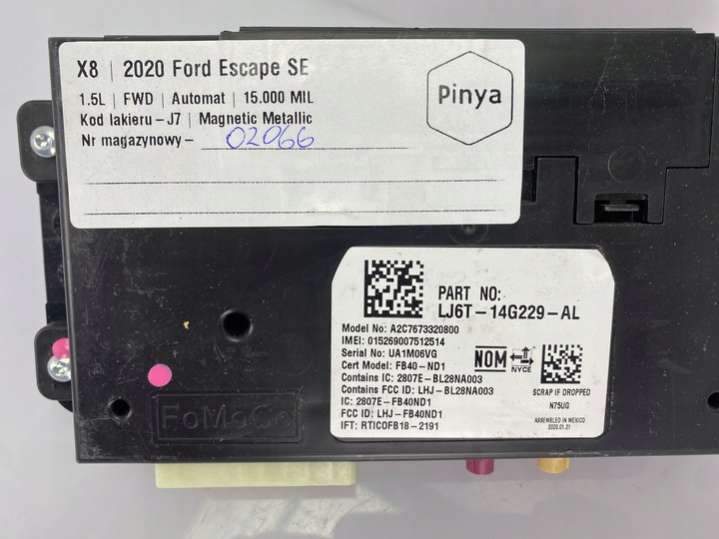 X8 | 2020 Ford Escape SE
1.5L | FWD | Automat | 15.000 MIL
Kod lakieru - J7 | Magnetic Metallic
Nr magazynowy - 02066
Pinya
PART NO:
LJ6T-14G229-AL
Model No: A2C7673320800
IMEI: 015269007512514
Serial No: UA1M06VG
Cert Model: FB40-ND1
Contains IC: 2807E-BL28NA003
Contains FCC ID: LHJ-BL28NA003
IC: 2807E-FB40ND1
FCC ID: LHJ-FB40ND1
IFT: RTICOFB18-2191
NOM
NYCE
SCRAP IF DROPPED
N75UG
ASSEMBLED IN MEXICO
2020.01.21
FoMoCo